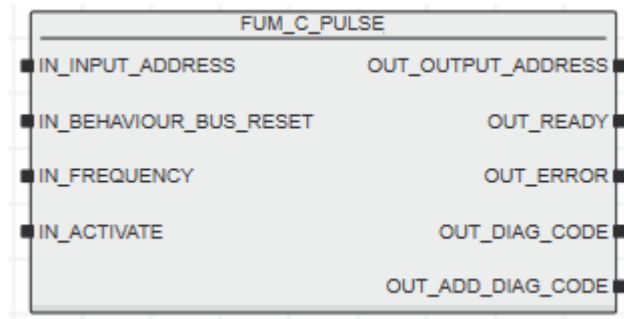 FUM_C_PULSE
IN_INPUT_ADDRESS OUT_OUTPUT_ADDRESS
IN_BEHAVIOUR_BUS_RESET OUT_READY
IN_FREQUENCY OUT_ERROR
IN_ACTIVATE OUT_DIAG_CODE
OUT_ADD_DIAG_CODE